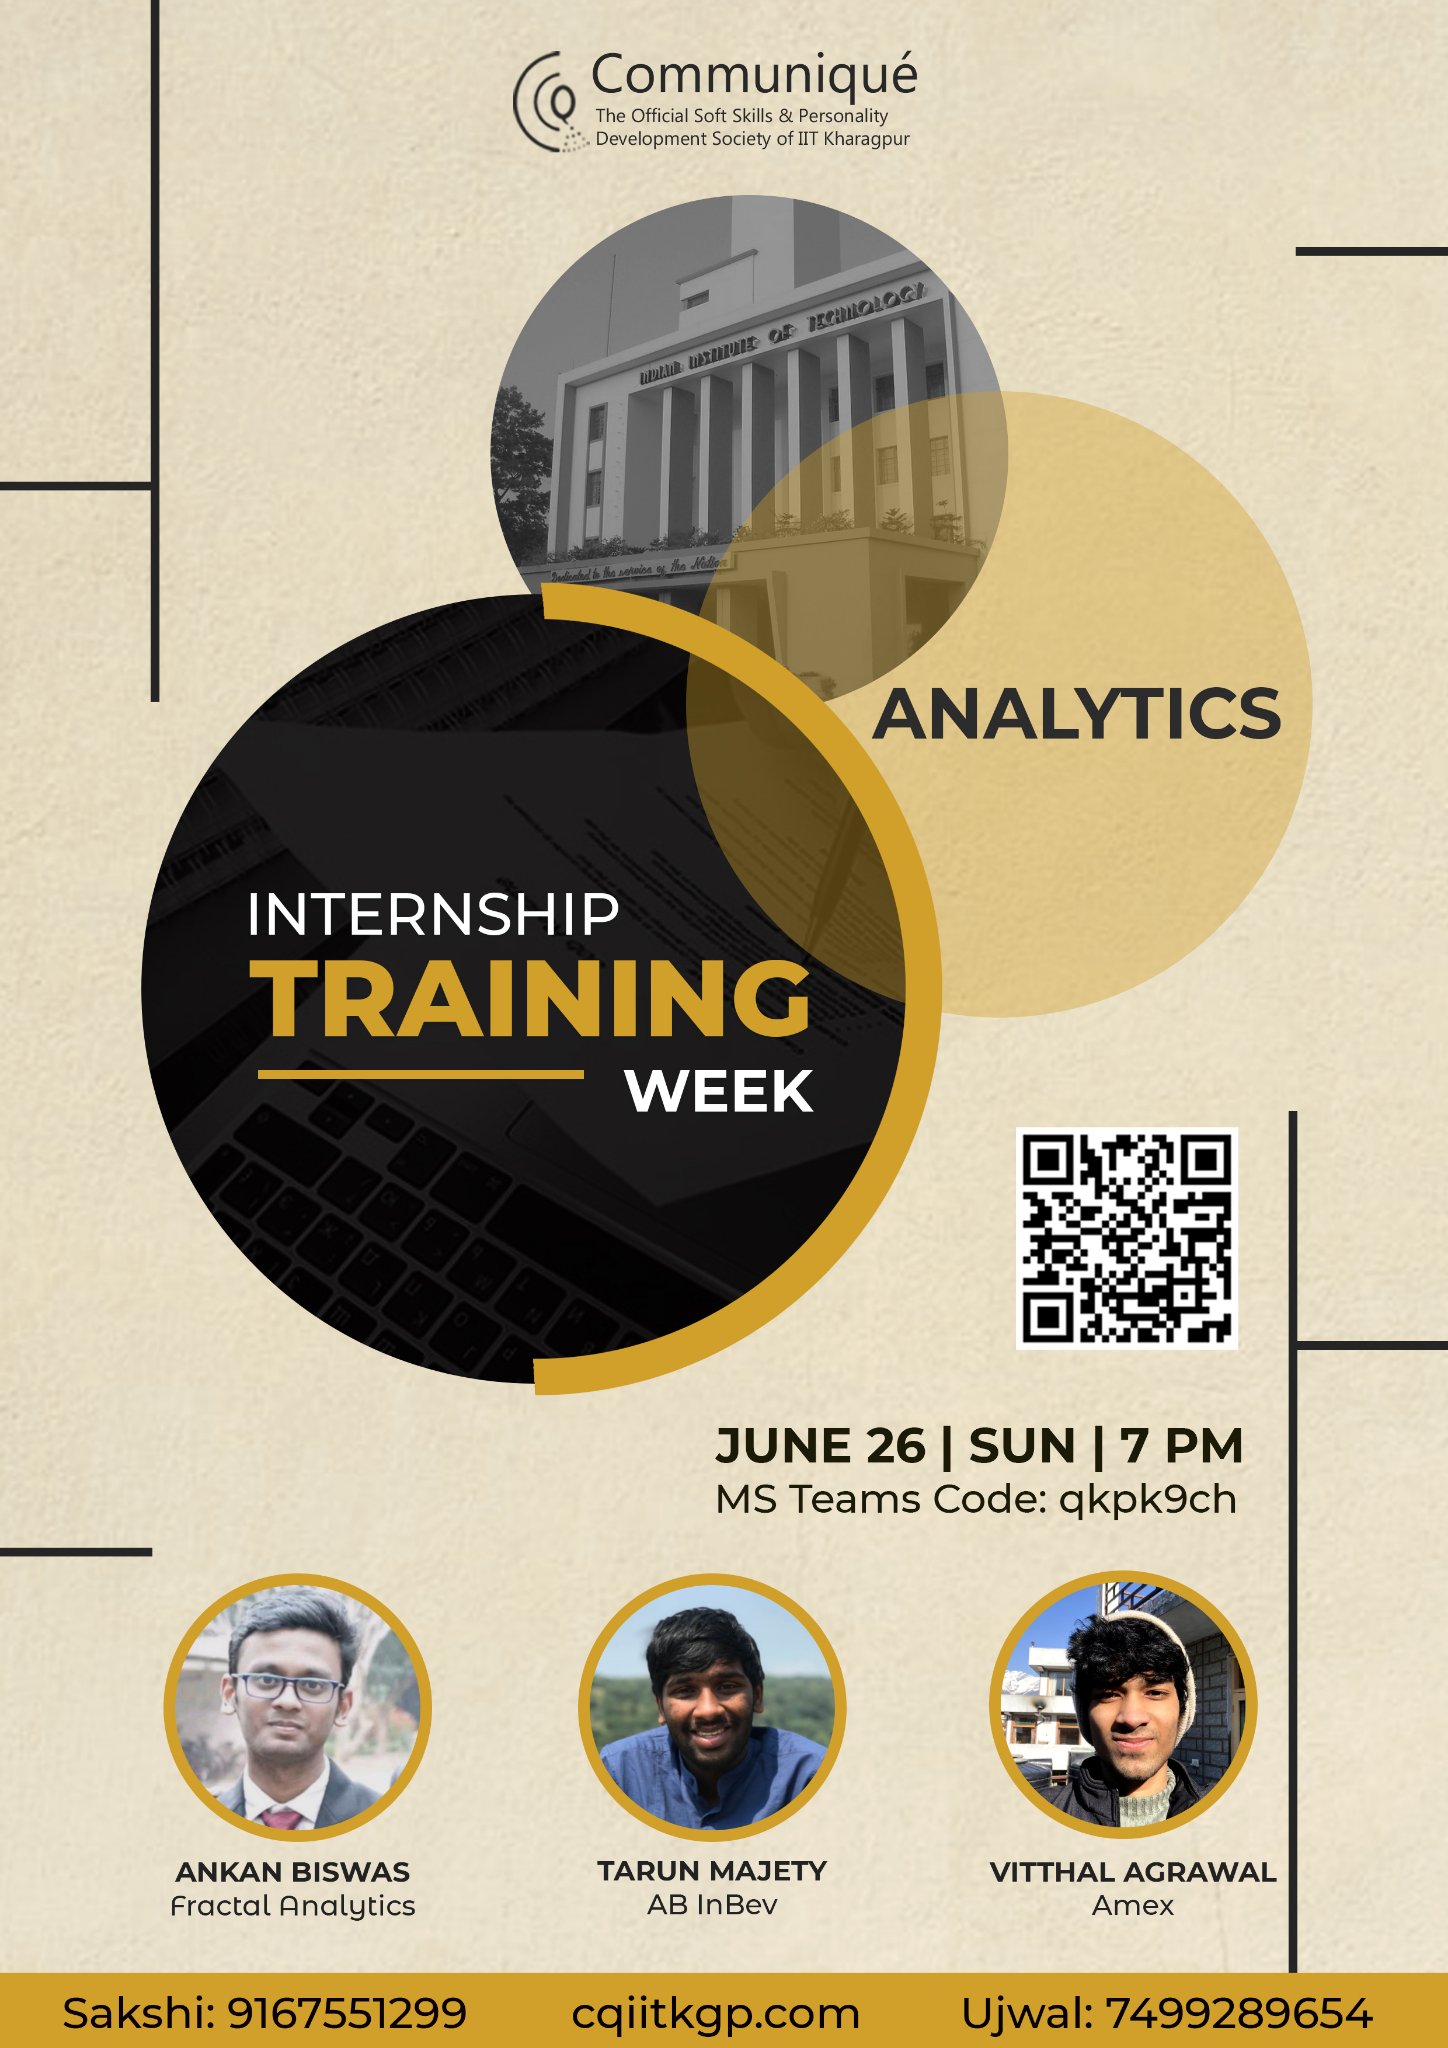 Communiqué
The Official Soft Skills & Personality
Development Society of IIT Kharagpur
INDIAN INSTITUTE OF TECHNOLOGY
Dedicated to the service of the Nation
ANALYTICS
INTERNSHIP
TRAINING
WEEK
JUNE 26 | SUN | 7 PM
MS Teams Code: qkpk9ch
ANKAN BISWAS
Fractal Analytics
TARUN MAJETY
AB InBev
VITTHAL AGRAWAL
Amex
Sakshi: 9167551299
cqiitkgp.com
Ujwal: 7499289654